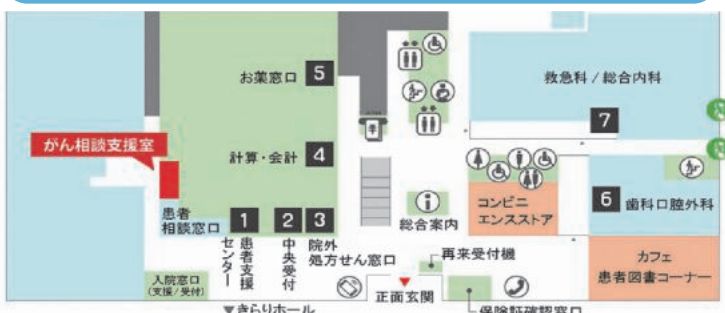 お薬窓口 5
救急科 / 総合内科
7
がん相談支援室
計算・会計 4
患者
相談窓口
1
患者支援
センター
2
中央受付
3
院外
処方せん窓口
総合案内
コンビニ
エンスストア
6 歯科口腔外科
入院窓口
(支援/受付)
再来受付機
カフェ
患者図書コーナー
正面玄関
▼きらりホール
保険証確認窓口